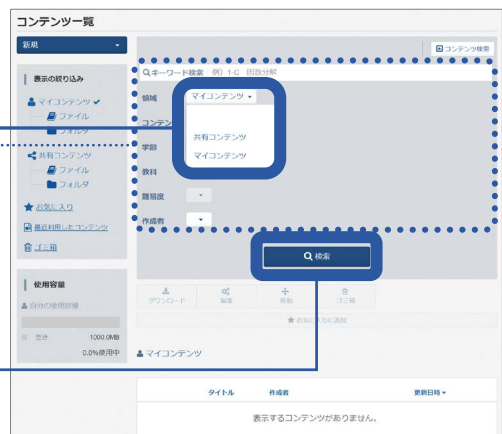 コンテンツ一覧
新規
コンテンツ検索
表示の絞り込み
キーワード検索 例）1-C 因数分解
マイコンテンツ
ファイル
フォルダ
領域 マイコンテンツ
コンテン
共有コンテンツ
マイコンテンツ
共有コンテンツ
ファイル
フォルダ
学齢
教科
難易度
作成者
お気に入り
最近利用したコンテンツ
ゴミ箱
検索
使用容量
自分の使用容量
空き 1000.0MB
0.0%使用中
ダウンロード 編集 移動 ゴミ箱
お気に入りに追加
マイコンテンツ
タイトル 作成者 更新日時
表示するコンテンツがありません。